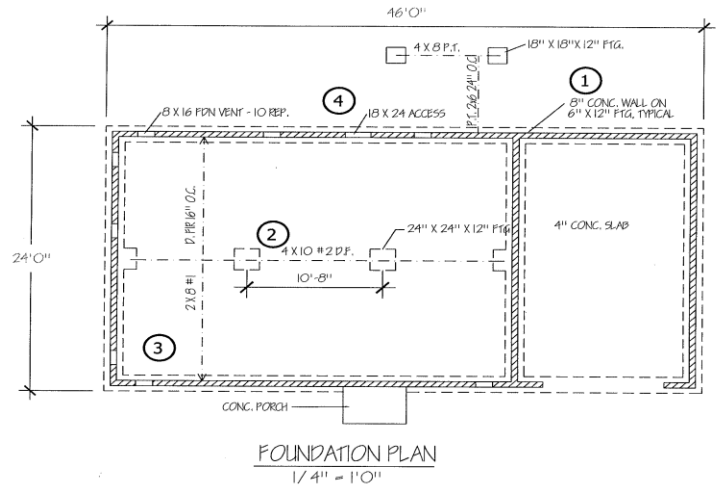 46'0"
4 X 8 P.T.
18" X 18"X 12" FTG.
P.T. 2x6 24" O.C.
1
8" CONC. WALL ON
6" X 12" FTG, TYPICAL
4
8 X 16 FDN VENT - 10 REP.
18 X 24 ACCESS
24'0"
2 X 8 #1 D. FIR 16" O.C.
2
4 X 10 #2 D.F.
24" X 24" X 12" FTG
4" CONC. SLAB
10'-8"
3
CONC. PORCH
FOUNDATION PLAN
1/4" = 1'0"